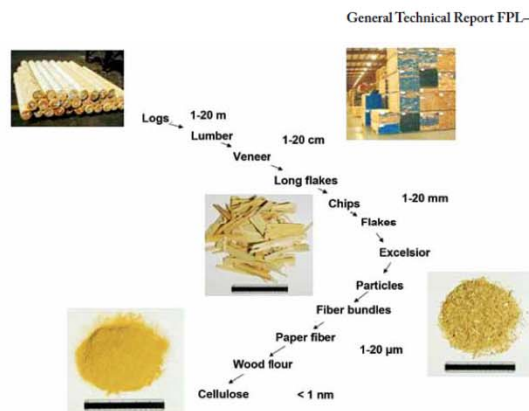 General Technical Report FPL–
Logs
1-20 m
Lumber
1-20 cm
Veneer
Long flakes
1-20 mm
Chips
Flakes
Excelsior
Particles
Fiber bundles
Paper fiber
1-20 µm
Wood flour
Cellulose
< 1 nm